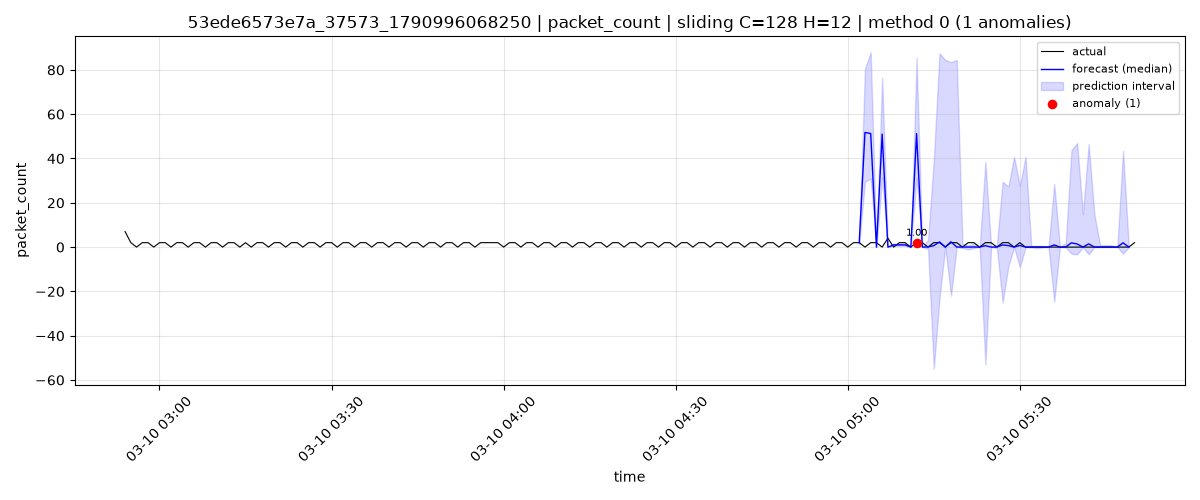 53ede6573e7a_37573_1790996068250 | packet_count | sliding C=128 H=12 | method 0 (1 anomalies)
actual
forecast (median)
prediction interval
anomaly (1)
packet_count
80
60
40
20
0
−20
−40
−60
1.00
03-10 03:00
03-10 03:30
03-10 04:00
03-10 04:30
03-10 05:00
03-10 05:30
time